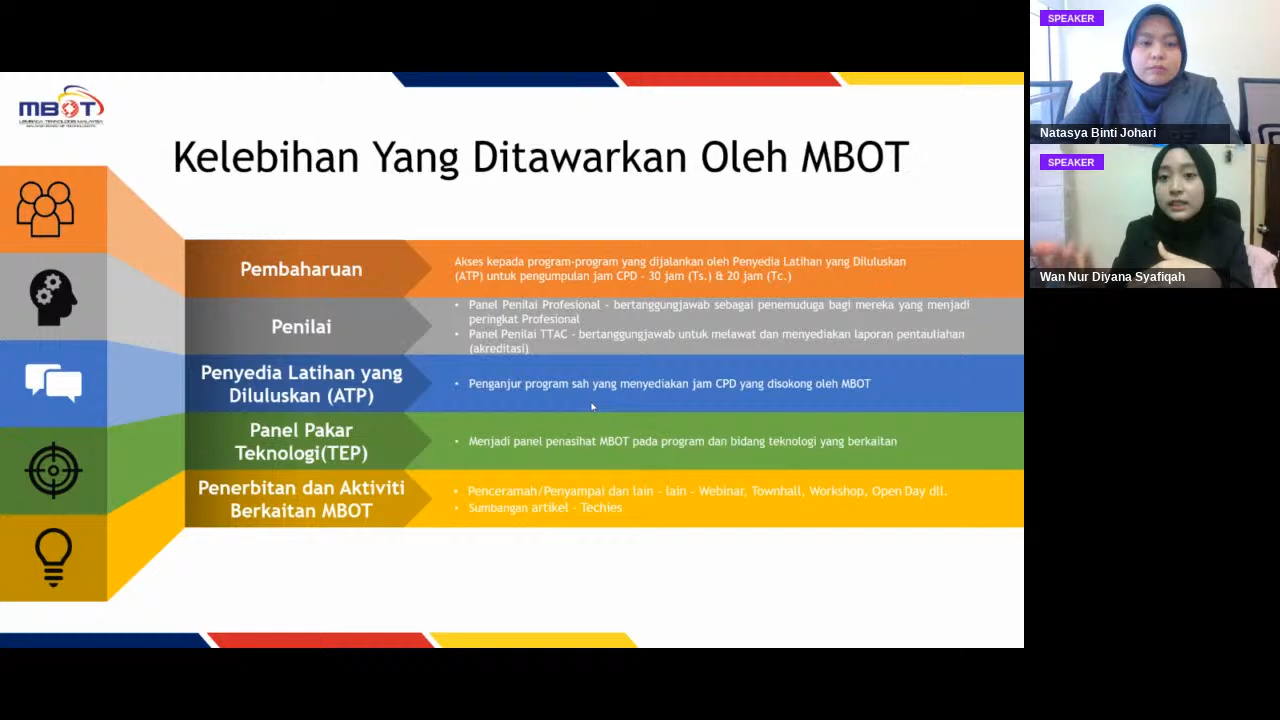 MBOT
LEMBAGA TEKNOLOGIS MALAYSIA
Kelebihan Yang Ditawarkan Oleh MBOT
Pembaharuan
Akses kepada program-program yang dijalankan oleh Penyedia Latihan yang Diluluskan
(ATP) untuk pengumpulan jam CPD - 30 jam (Ts.) & 20 jam (Tc.)
Penilai
• Panel Penilai Profesional - bertanggungjawab sebagai penemuduga bagi mereka yang menjadi
peringkat Profesional
• Panel Penilai TTAC - bertanggungjawab untuk melawat dan menyediakan laporan pentauliahan
(akreditasi)
Penyedia Latihan yang
Diluluskan (ATP)
• Penganjur program sah yang menyediakan jam CPD yang disokong oleh MBOT
Panel Pakar
Teknologi(TEP)
• Menjadi panel penasihat MBOT pada program dan bidang teknologi yang berkaitan
Penerbitan dan Aktiviti
Berkaitan MBOT
• Penceramah/Penyampai dan lain - lain - Webinar, Townhall, Workshop, Open Day dll.
• Sumbangan artikel - Techies
SPEAKER
Natasya Binti Johari
SPEAKER
Wan Nur Diyana Syafiqah